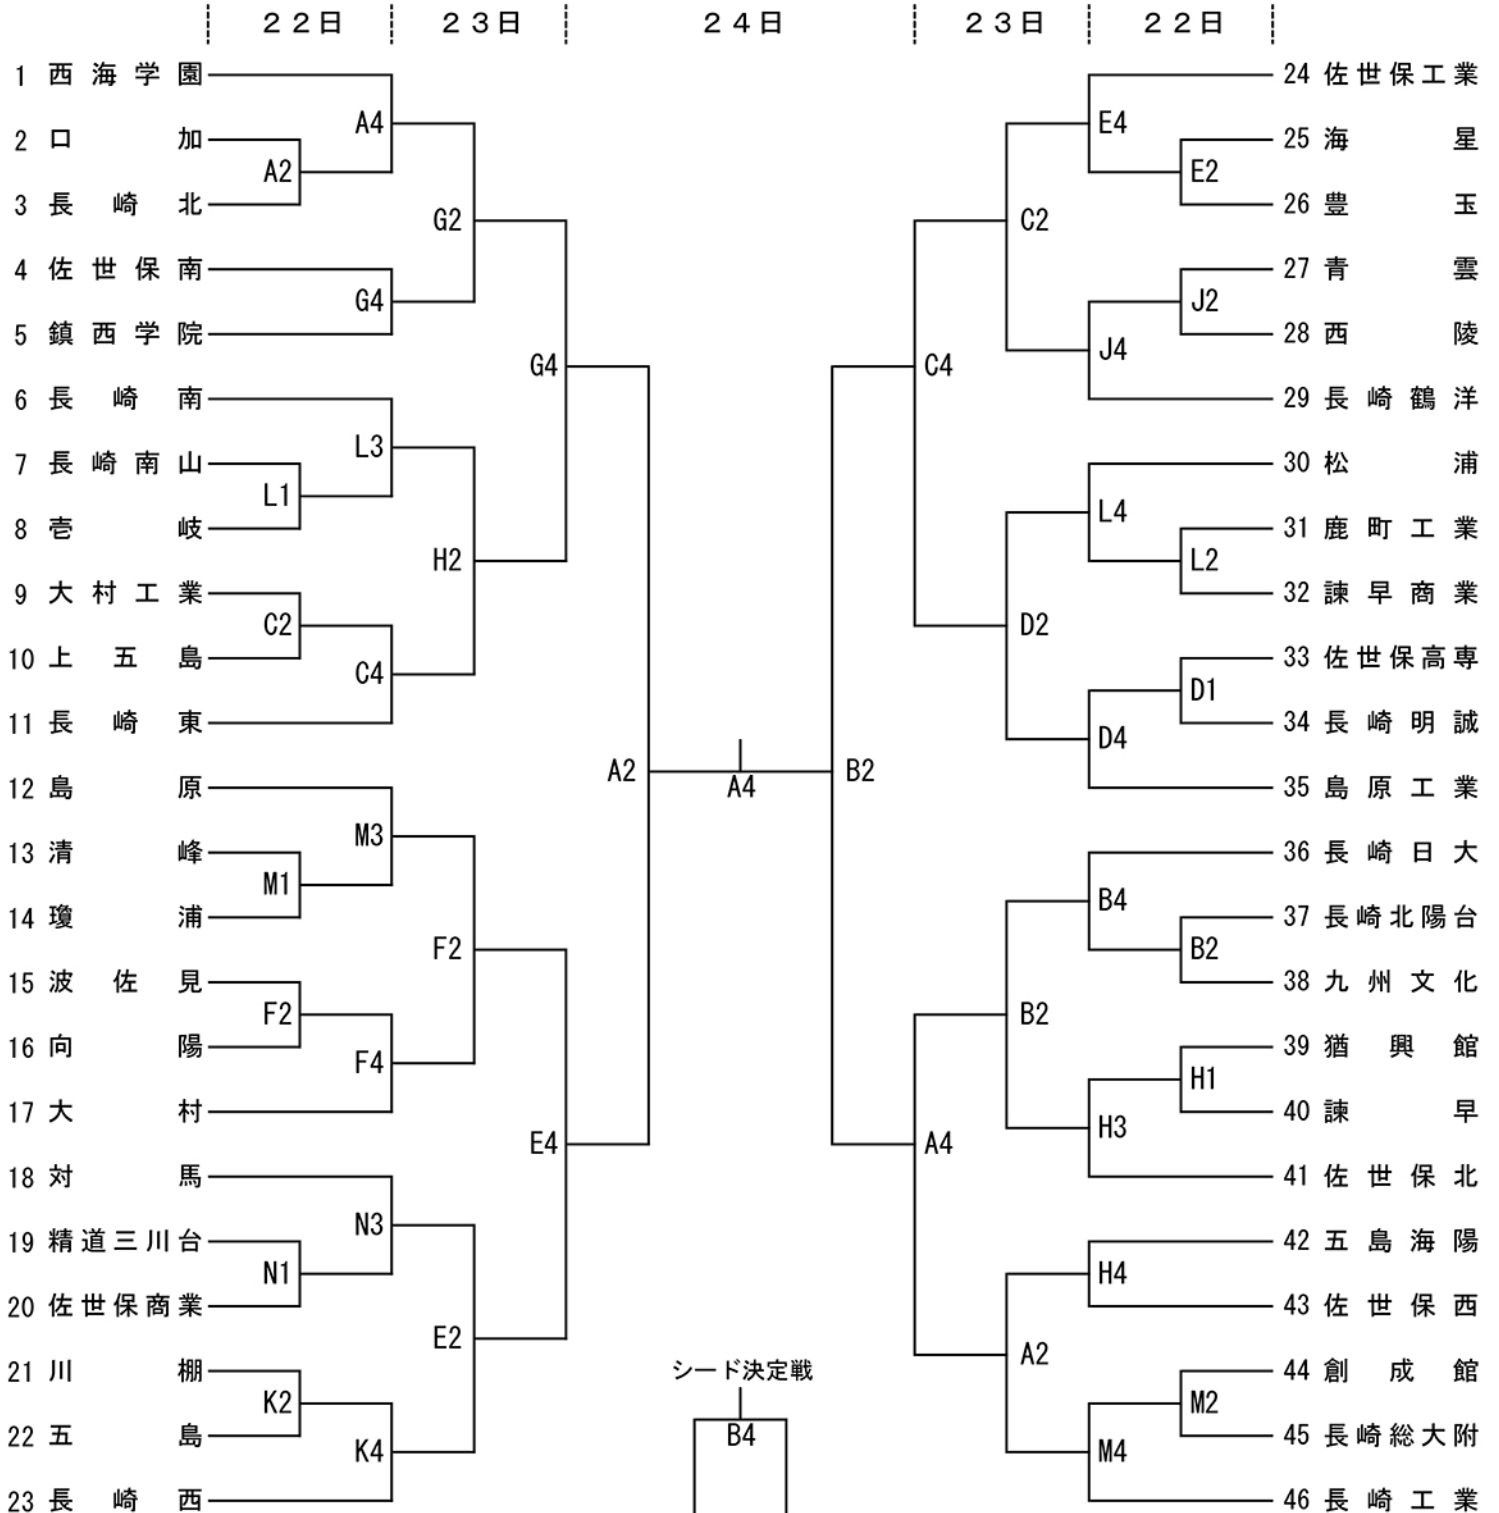 ２２日 ２３日 ２４日 ２３日 ２２日
1 西海学園
A4
2 口加
A2
3 長崎北
G2
4 佐世保南
G4
5 鎮西学院
G4
6 長崎南
L3
7 長崎南山
L1
8 壱岐
H2
9 大村工業
C2
10 上五島
C4
11 長崎東
A2
12 島原
M3
13 清峰
M1
14 瓊浦
F2
15 波佐見
F2
16 向陽
F4
17 大村
E4
18 対馬
N3
19 精道三川台
N1
20 佐世保商業
E2
21 川棚
K2
22 五島
K4
23 長崎西
A4
シード決定戦
B4
24 佐世保工業
E4
25 海星
E2
26 豊玉
C2
27 青雲
J2
28 西陵
J4
29 長崎鶴洋
C4
30 松浦
L4
31 鹿町工業
L2
32 諫早商業
D2
33 佐世保高専
D1
34 長崎明誠
D4
35 島原工業
B2
36 長崎日大
B4
37 長崎北陽台
B2
38 九州文化
B2
39 猶興館
H1
40 諫早
H3
41 佐世保北
A4
42 五島海陽
H4
43 佐世保西
A2
44 創成館
M2
45 長崎総大附
M4
46 長崎工業